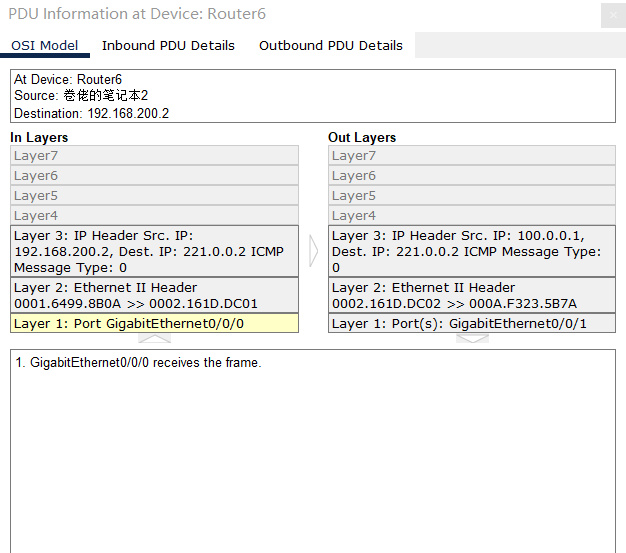 PDU Information at Device: Router6
OSI Model Inbound PDU Details Outbound PDU Details
At Device: Router6
Source: 卷佬的笔记本2
Destination: 192.168.200.2
In Layers
Layer7
Layer6
Layer5
Layer4
Layer 3: IP Header Src. IP:
192.168.200.2, Dest. IP: 221.0.0.2 ICMP
Message Type: 0
Layer 2: Ethernet II Header
0001.6499.8B0A >> 0002.161D.DC01
Layer 1: Port GigabitEthernet0/0/0
Out Layers
Layer7
Layer6
Layer5
Layer4
Layer 3: IP Header Src. IP: 100.0.0.1,
Dest. IP: 221.0.0.2 ICMP Message Type:
0
Layer 2: Ethernet II Header
0002.161D.DC02 >> 000A.F323.5B7A
Layer 1: Port(s): GigabitEthernet0/0/1
1. GigabitEthernet0/0/0 receives the frame.